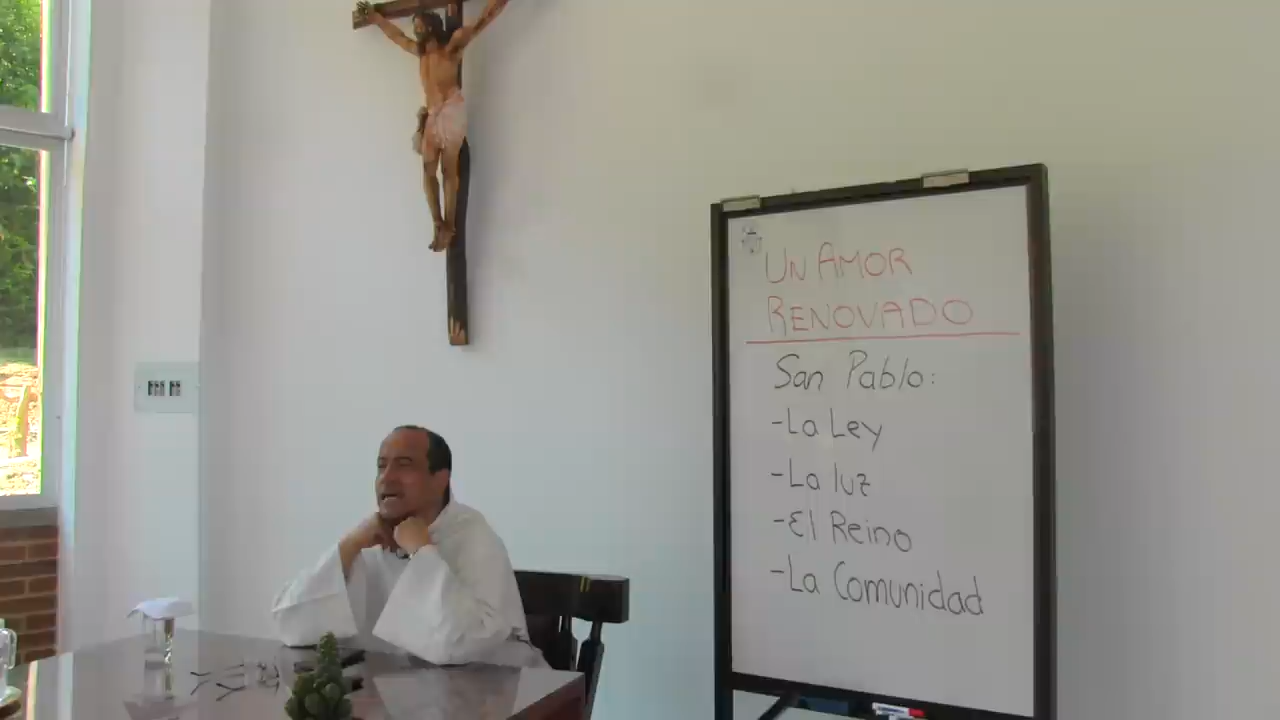 UN AMOR
RENOVADO
San Pablo:
-La Ley
-La luz
-El Reino
-La Comunidad